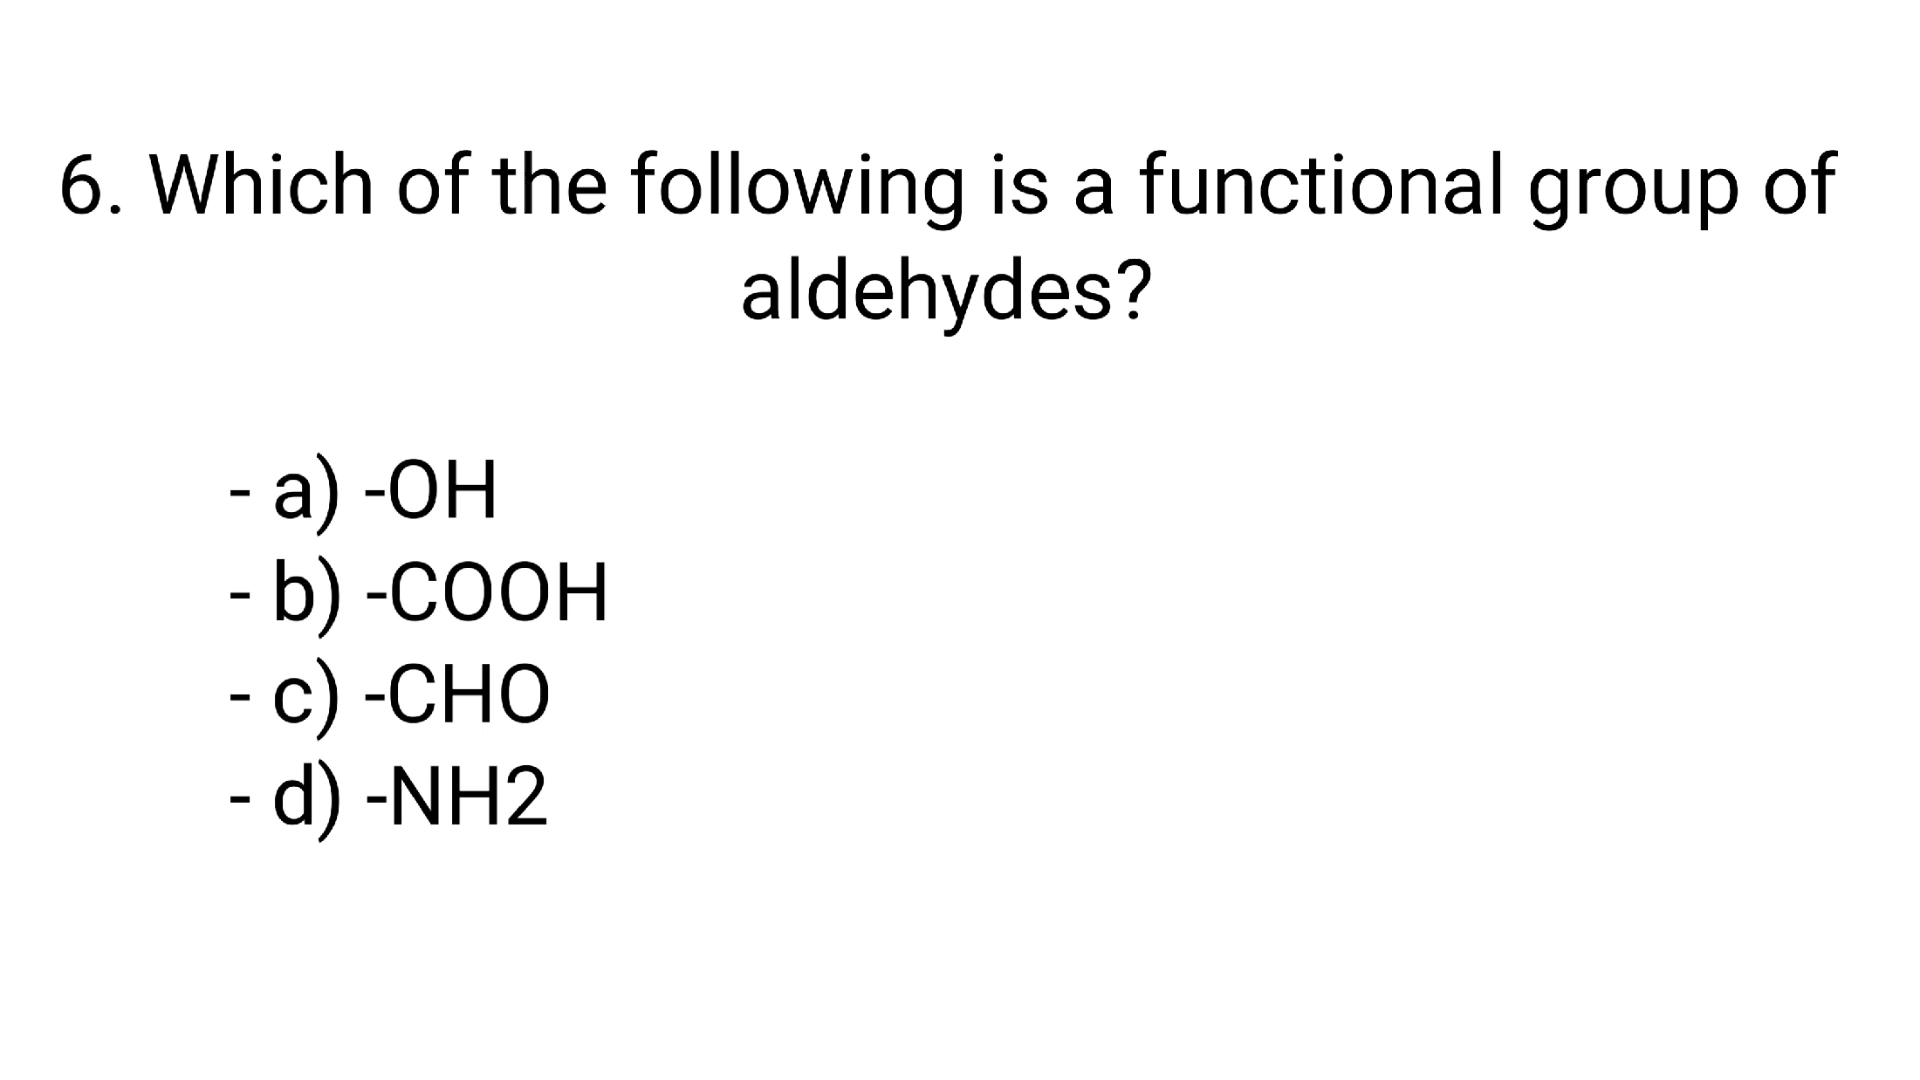 6. Which of the following is a functional group of
aldehydes?
- a) -OH
- b) -COOH
- c) -CHO
- d) -NH2